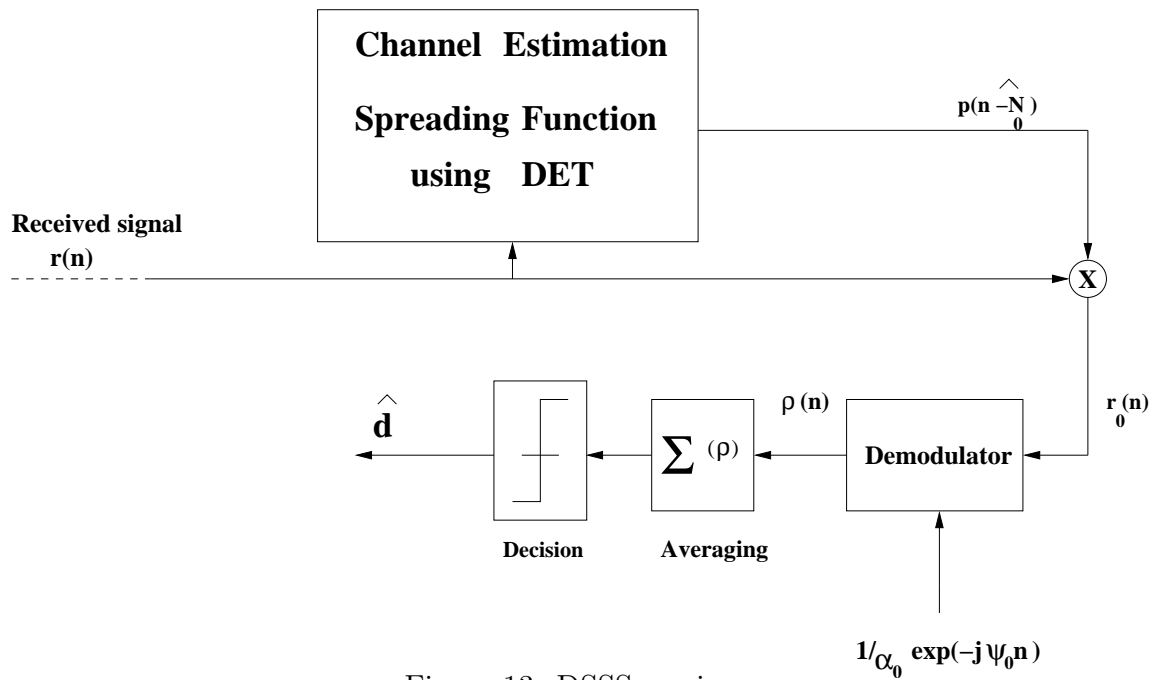 Channel Estimation
Spreading Function
using DET
p(n −N̂₀)
Received signal
r(n)
X
d̂
Σ (ρ)
ρ (n)
Demodulator
r₀(n)
Decision
Averaging
1/α₀ exp(−j ψ₀n )